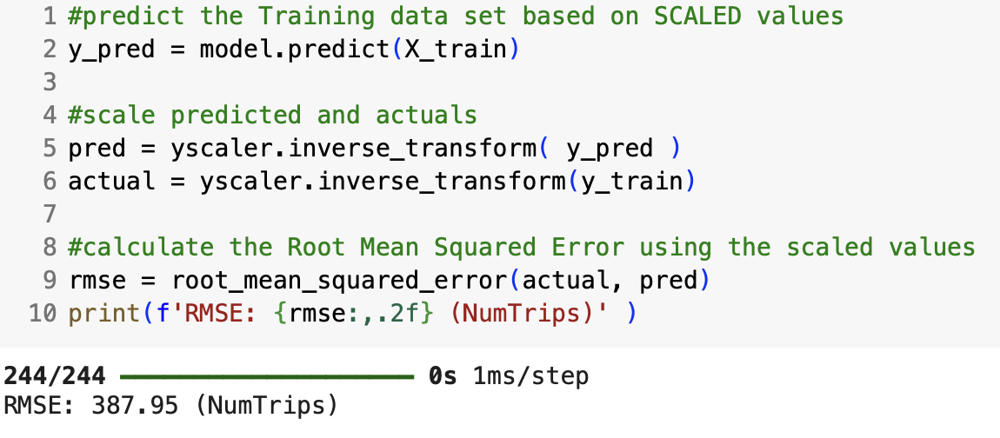 1 #predict the Training data set based on SCALED values
2 y_pred = model.predict(X_train)
3
4 #scale predicted and actuals
5 pred = yscaler.inverse_transform( y_pred )
6 actual = yscaler.inverse_transform(y_train)
7
8 #calculate the Root Mean Squared Error using the scaled values
9 rmse = root_mean_squared_error(actual, pred)
10 print(f'RMSE: {rmse:,.2f} (NumTrips)' )
244/244 ━━━━━━━━━━━━━━━━━━━━ 0s 1ms/step
RMSE: 387.95 (NumTrips)